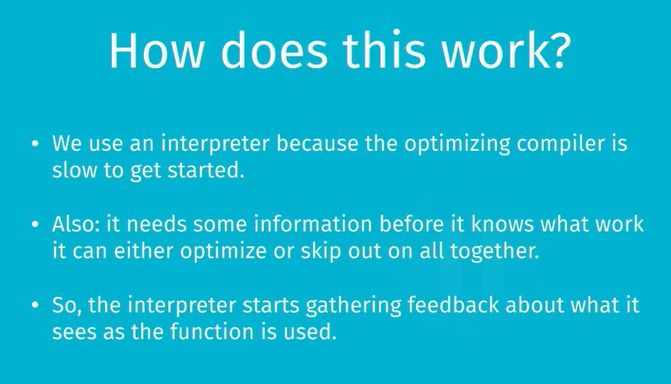 How does this work?
• We use an interpreter because the optimizing compiler is
slow to get started.
• Also: it needs some information before it knows what work
it can either optimize or skip out on all together.
• So, the interpreter starts gathering feedback about what it
sees as the function is used.